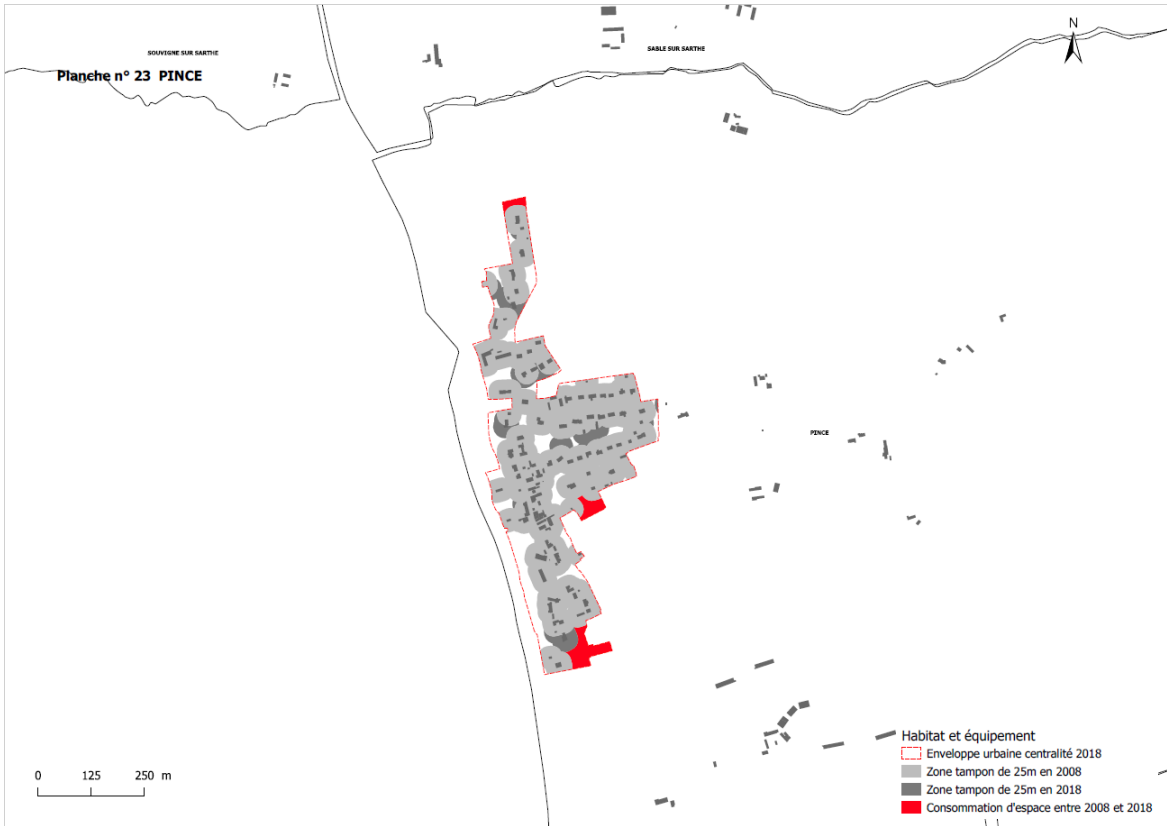 SOUVIGNE SUR SARTHE
SABLE SUR SARTHE
N
Planche n° 23 PINCE
PINCE
Habitat et équipement
Enveloppe urbaine centralité 2018
Zone tampon de 25m en 2008
Zone tampon de 25m en 2018
Consommation d'espace entre 2008 et 2018
0 125 250 m